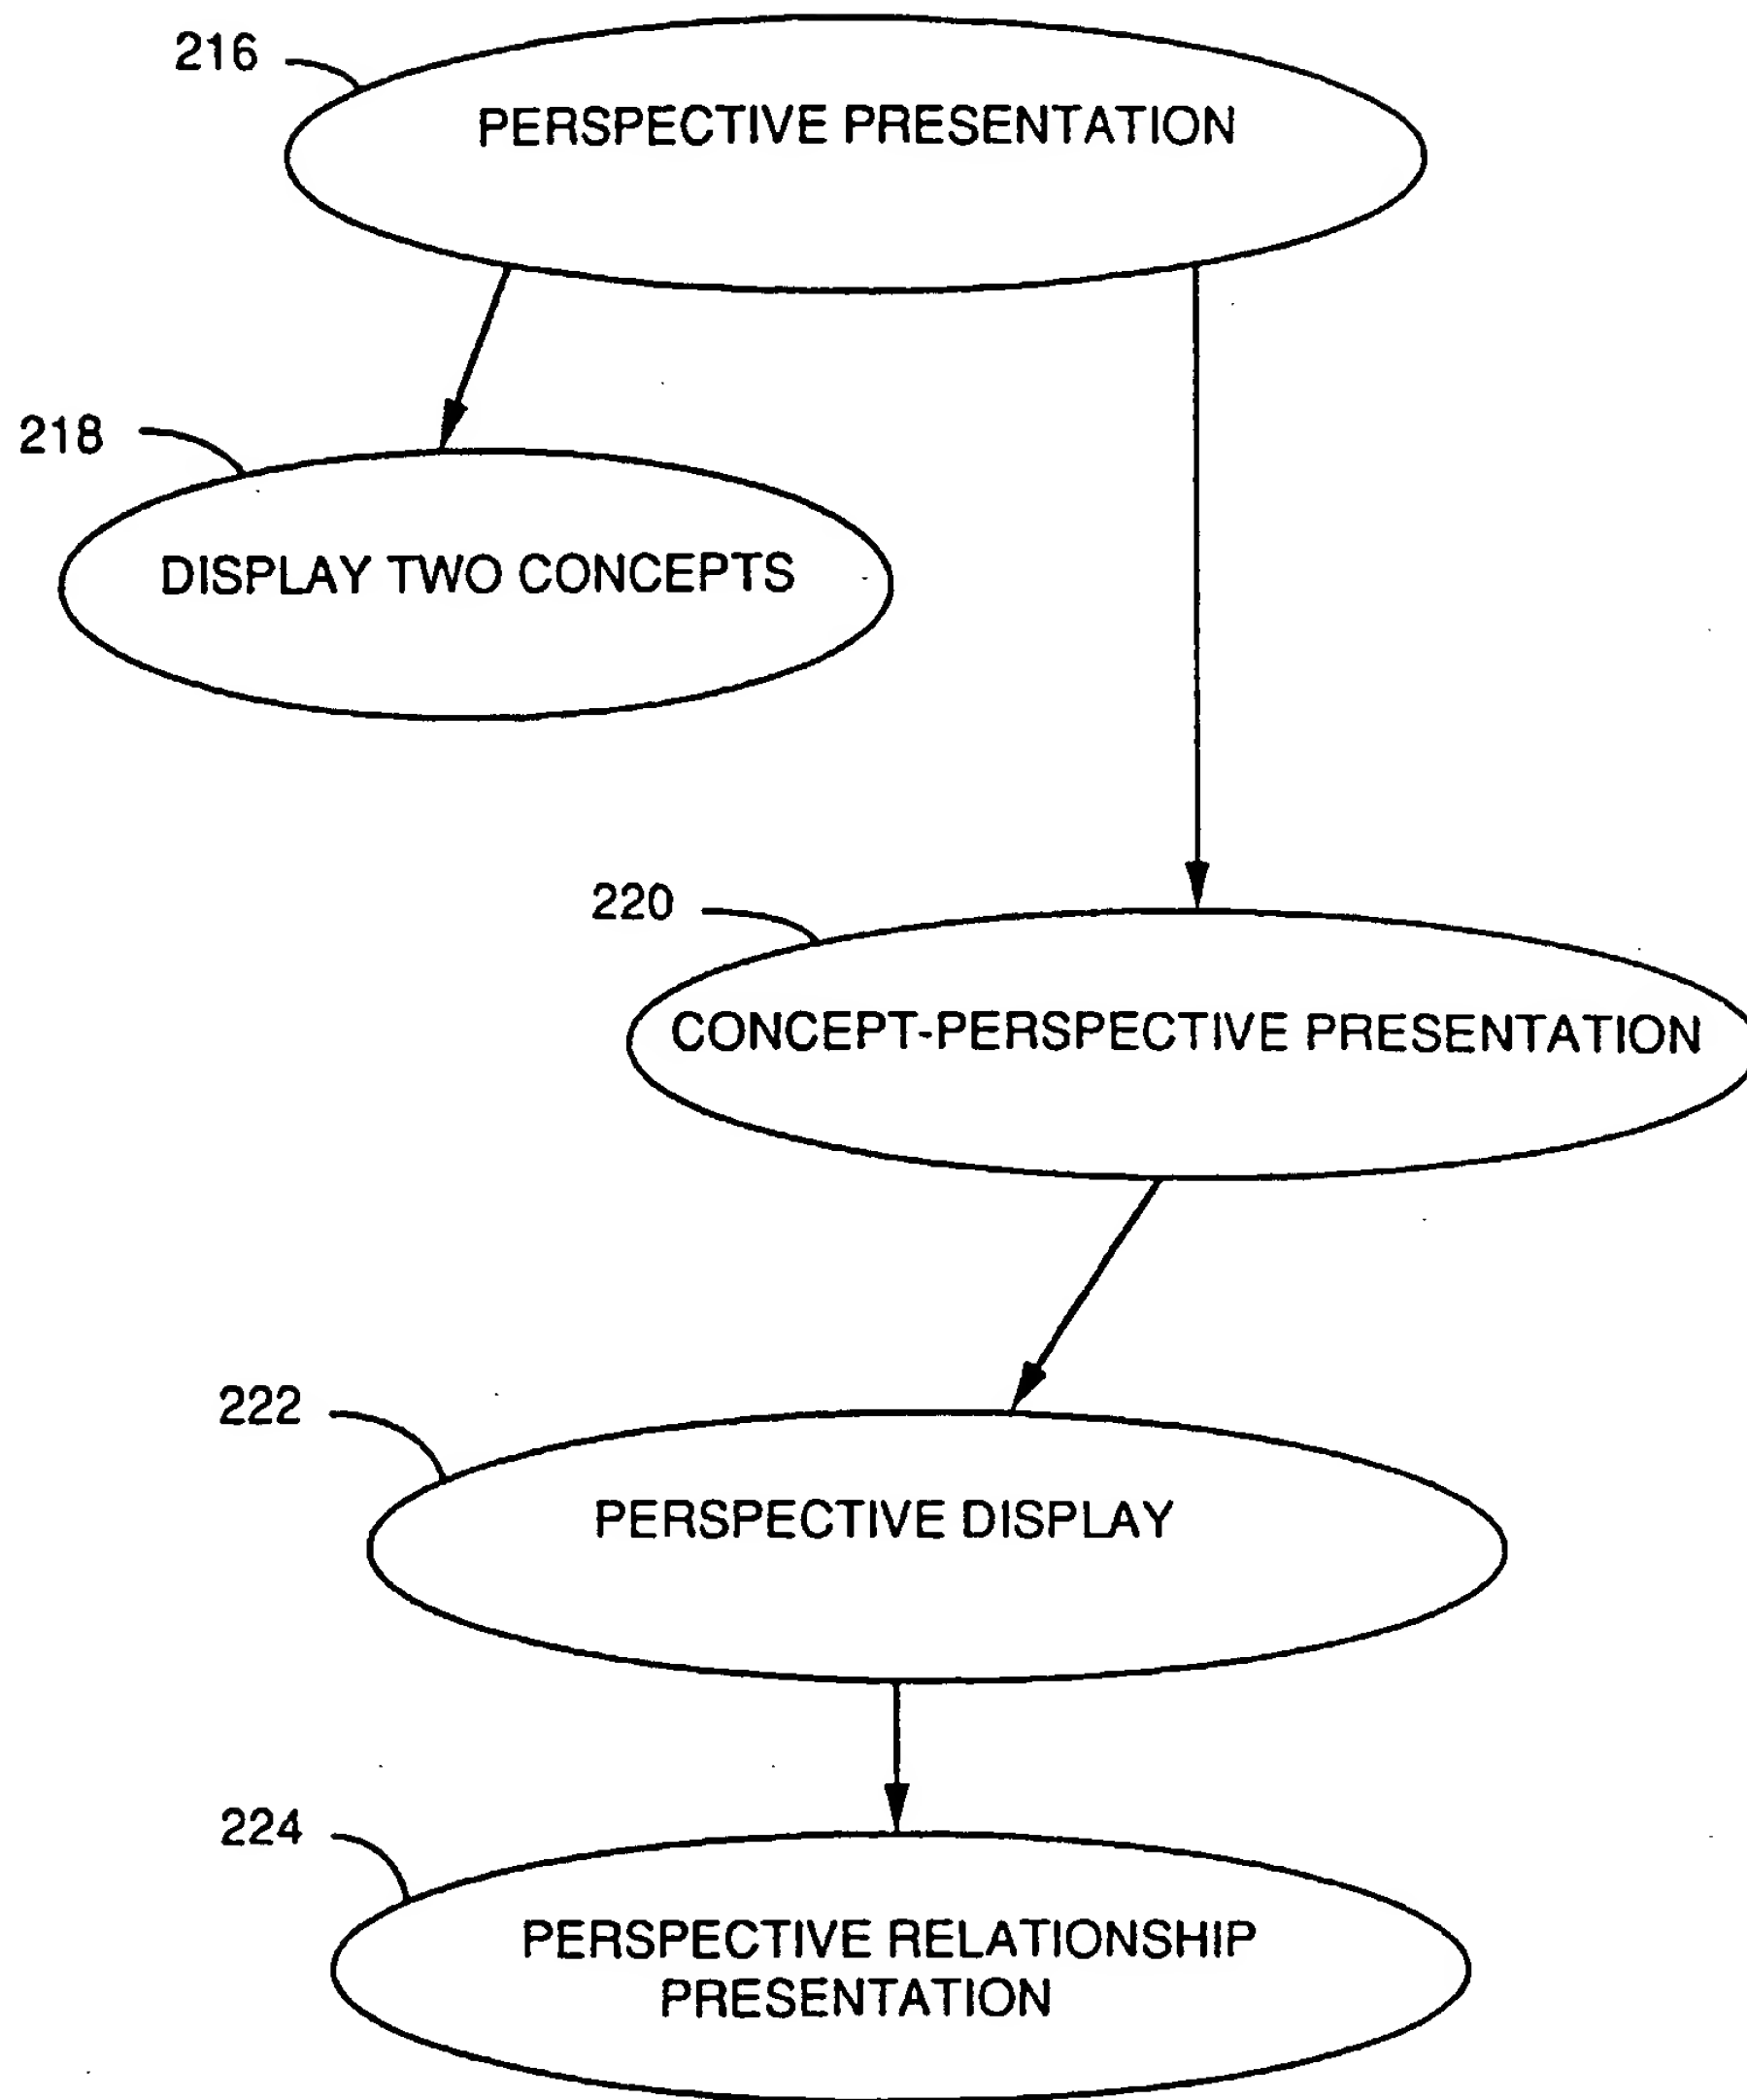 216
PERSPECTIVE PRESENTATION
218
DISPLAY TWO CONCEPTS
220
CONCEPT-PERSPECTIVE PRESENTATION
222
PERSPECTIVE DISPLAY
224
PERSPECTIVE RELATIONSHIP
PRESENTATION